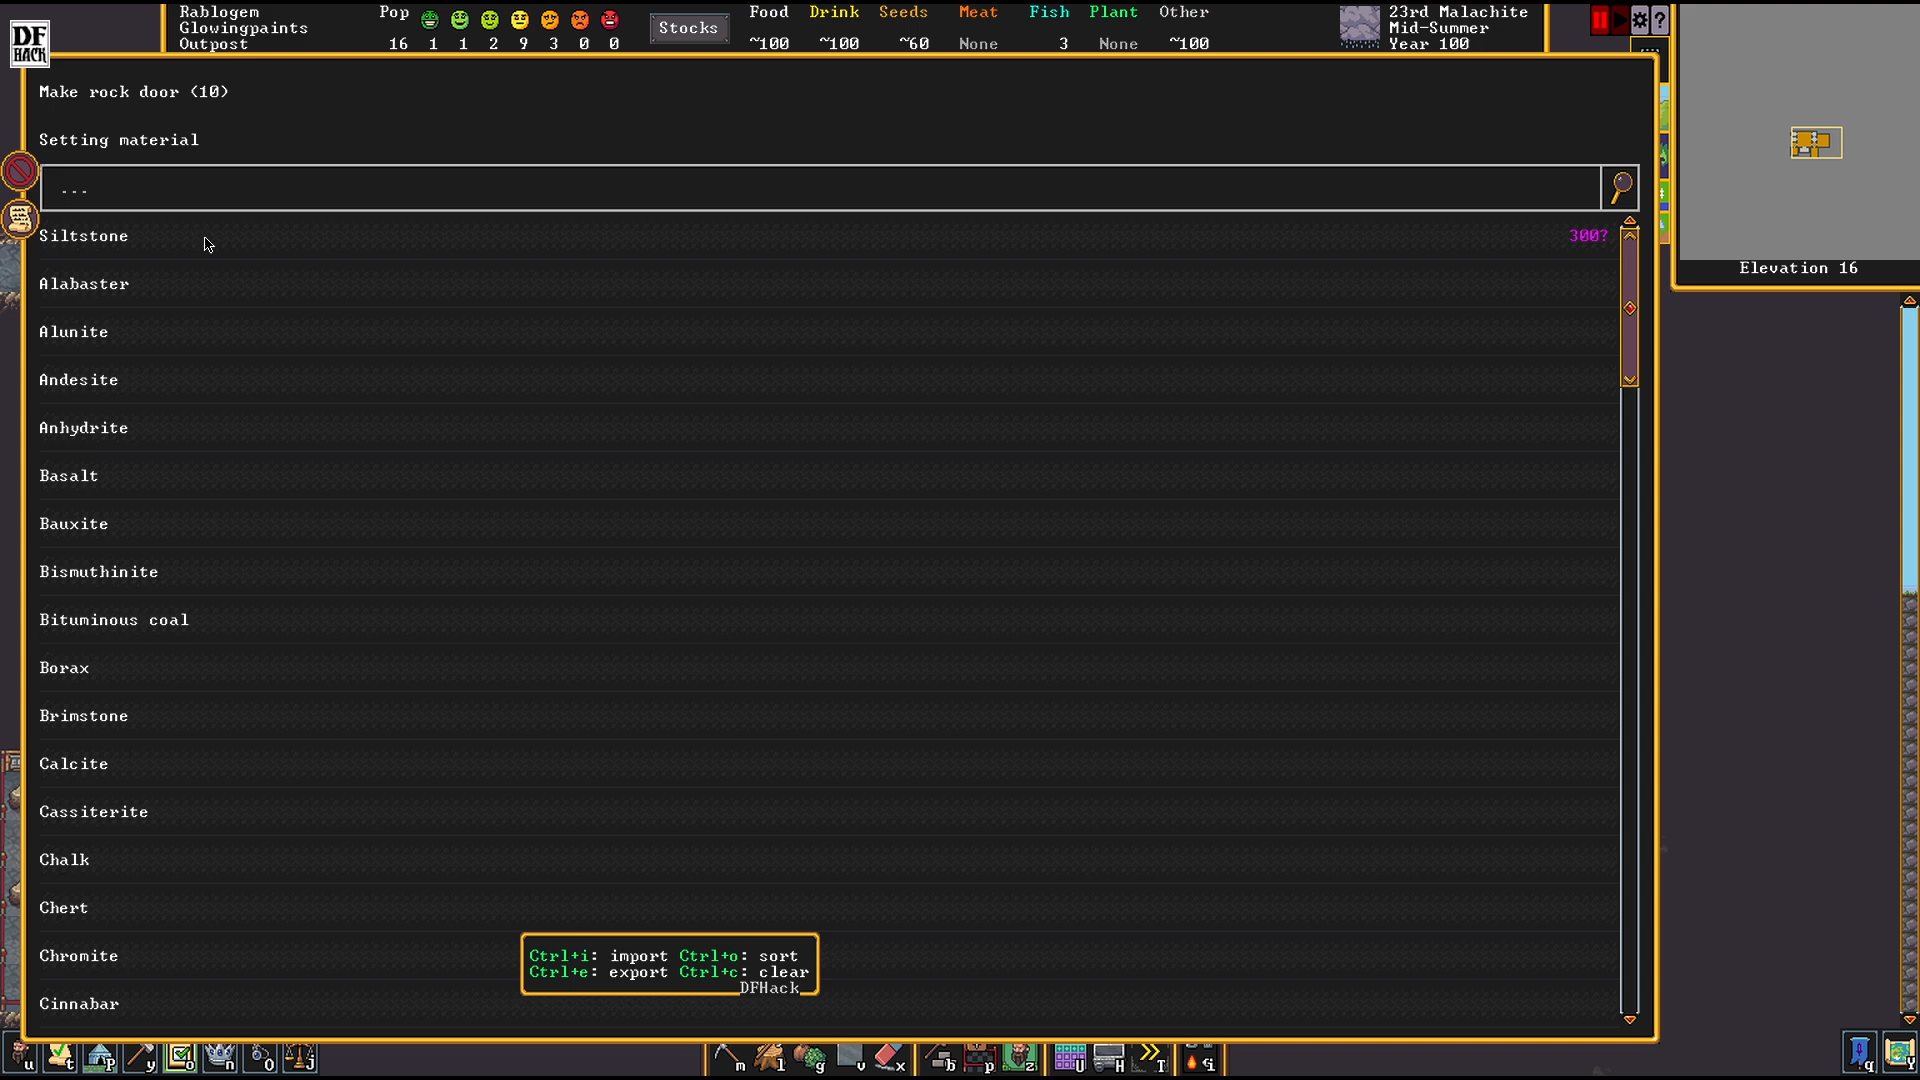 DF
HACK
Rablogem
Glowingpaints
Outpost
Pop
16 1 1 2 9 3 0 0
Stocks
Food Drink Seeds Meat Fish Plant Other
~100 ~100 ~60 None 3 None ~100
23rd Malachite
Mid-Summer
Year 100
?
Make rock door (10)
Setting material
...
Siltstone 300?
Alabaster
Alunite
Andesite
Anhydrite
Basalt
Bauxite
Bismuthinite
Bituminous coal
Borax
Brimstone
Calcite
Cassiterite
Chalk
Chert
Chromite
Cinnabar
Ctrl+i: import Ctrl+o: sort
Ctrl+e: export Ctrl+c: clear
DFHack
Elevation 16
u t P y o n O J m l g v x b p z U H T i q